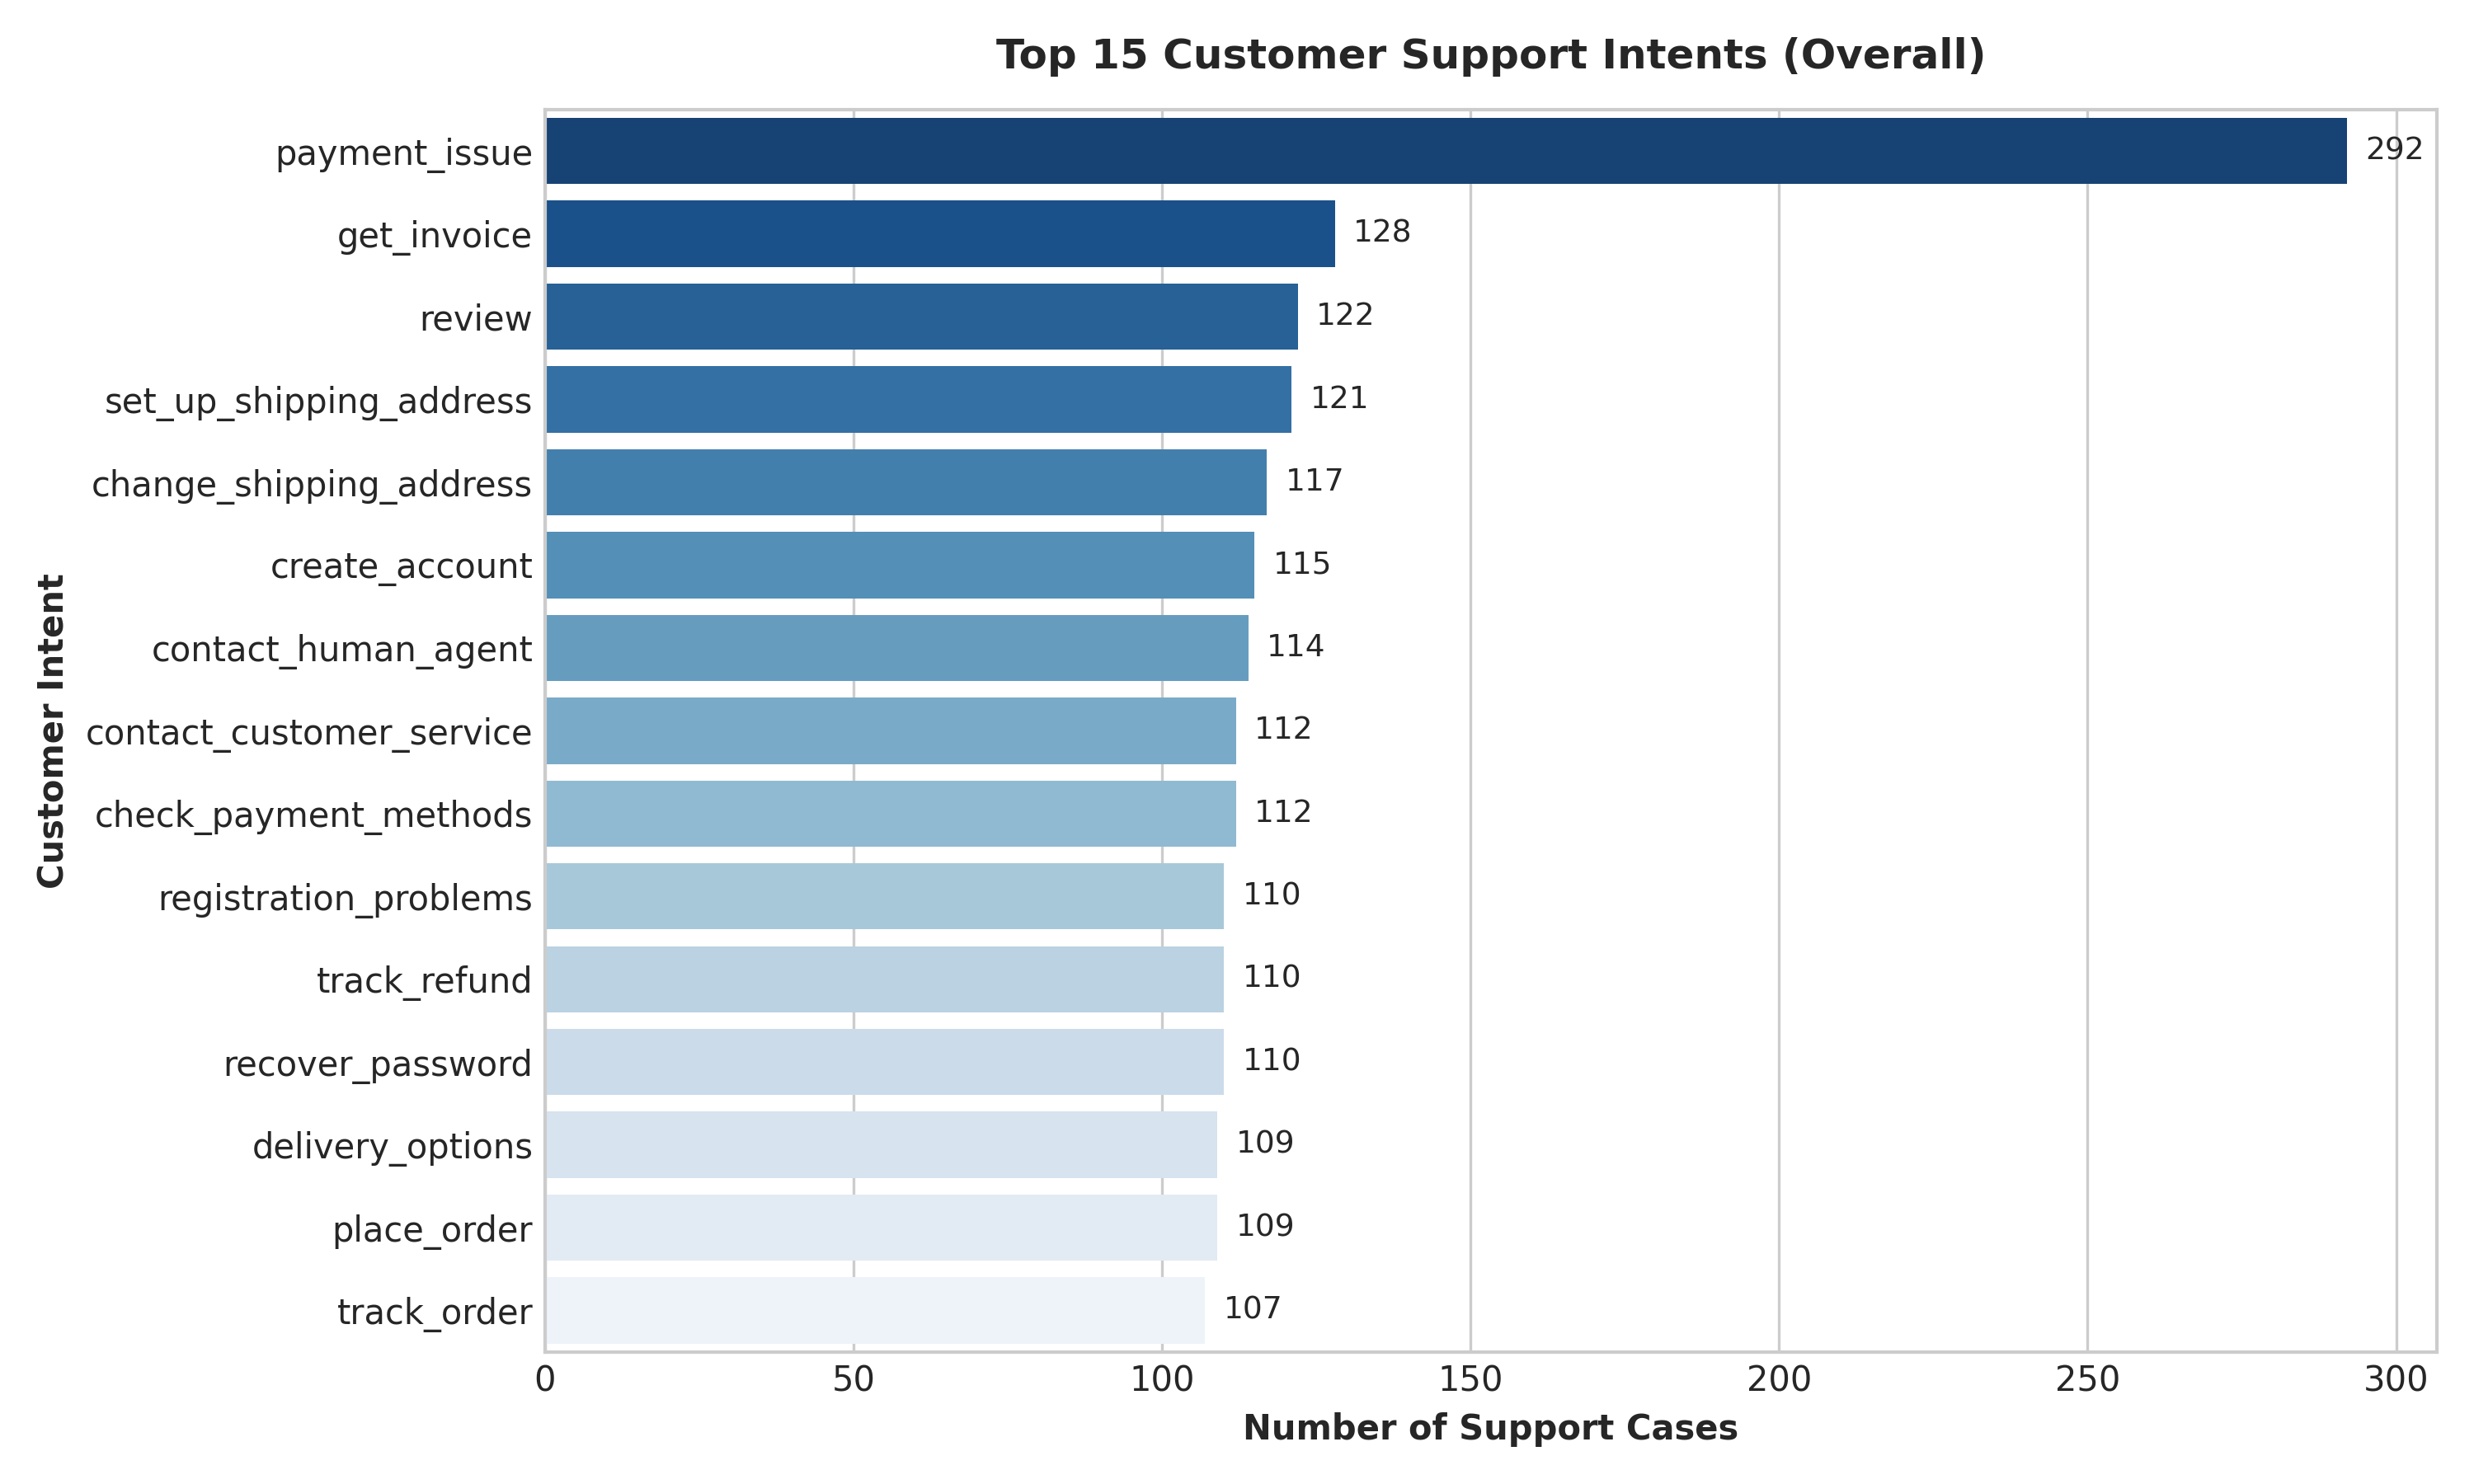 Top 15 Customer Support Intents (Overall)
Customer Intent
payment_issue 292
get_invoice 128
review 122
set_up_shipping_address 121
change_shipping_address 117
create_account 115
contact_human_agent 114
contact_customer_service 112
check_payment_methods 112
registration_problems 110
track_refund 110
recover_password 110
delivery_options 109
place_order 109
track_order 107
0 50 100 150 200 250 300
Number of Support Cases